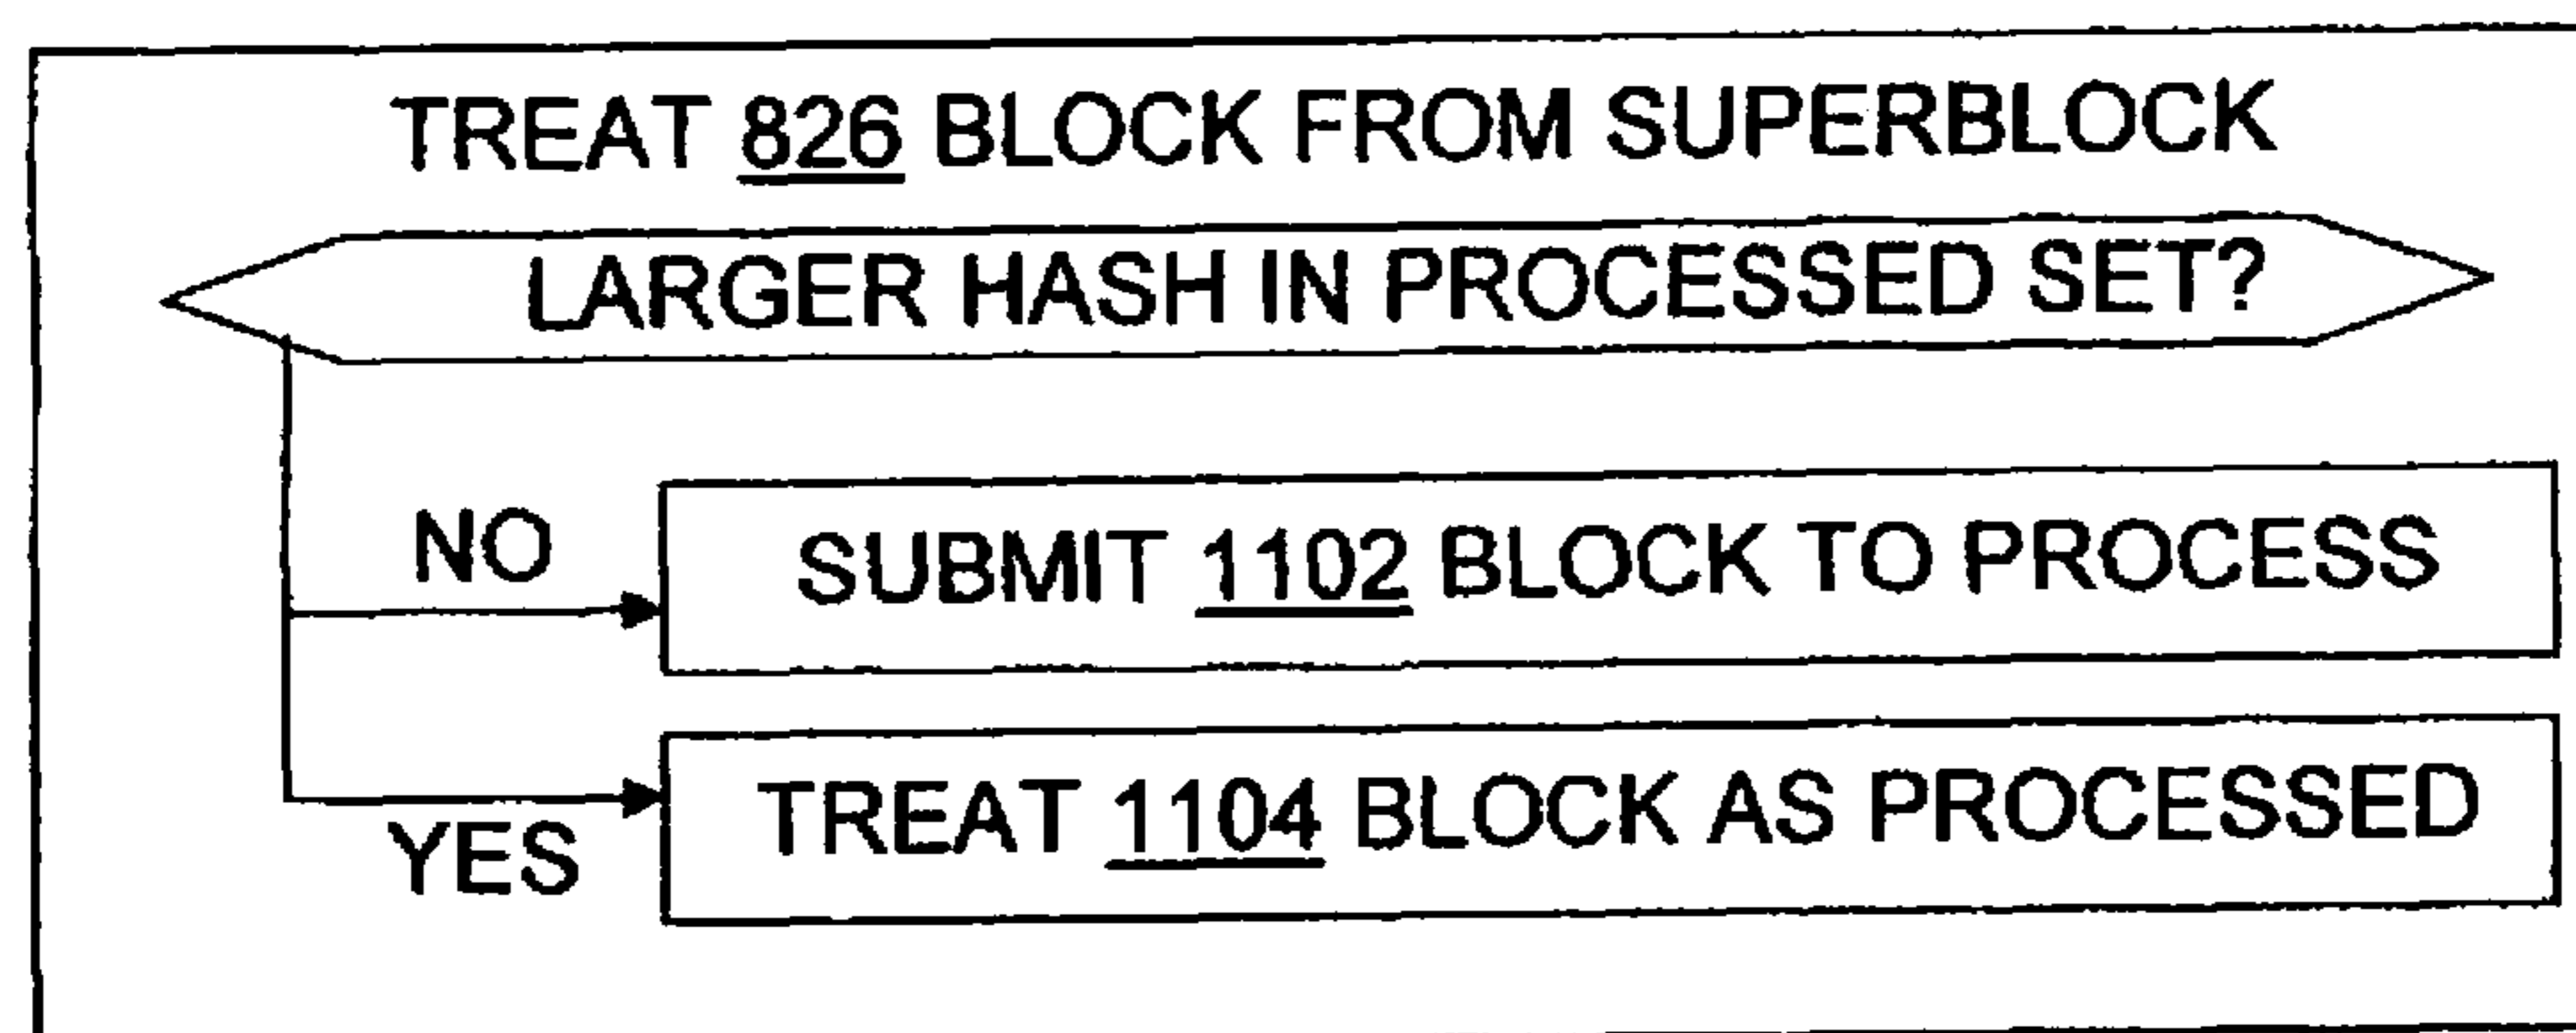 TREAT 826 BLOCK FROM SUPERBLOCK
LARGER HASH IN PROCESSED SET?
NO
SUBMIT 1102 BLOCK TO PROCESS
YES
TREAT 1104 BLOCK AS PROCESSED